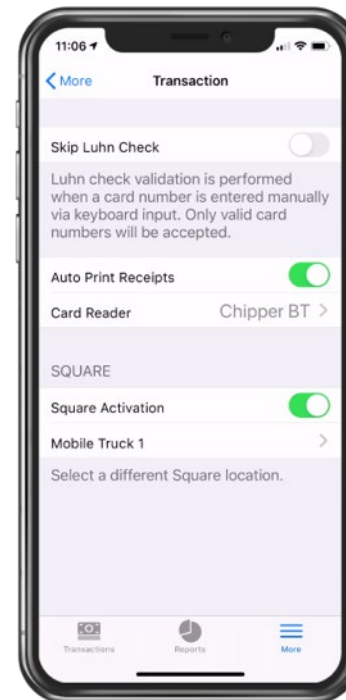 11:06
More
Transaction
Skip Luhn Check
Luhn check validation is performed
when a card number is entered manually
via keyboard input. Only valid card
numbers will be accepted.
Auto Print Receipts
Card Reader Chipper BT
SQUARE
Square Activation
Mobile Truck 1
Select a different Square location.
Transactions Reports More